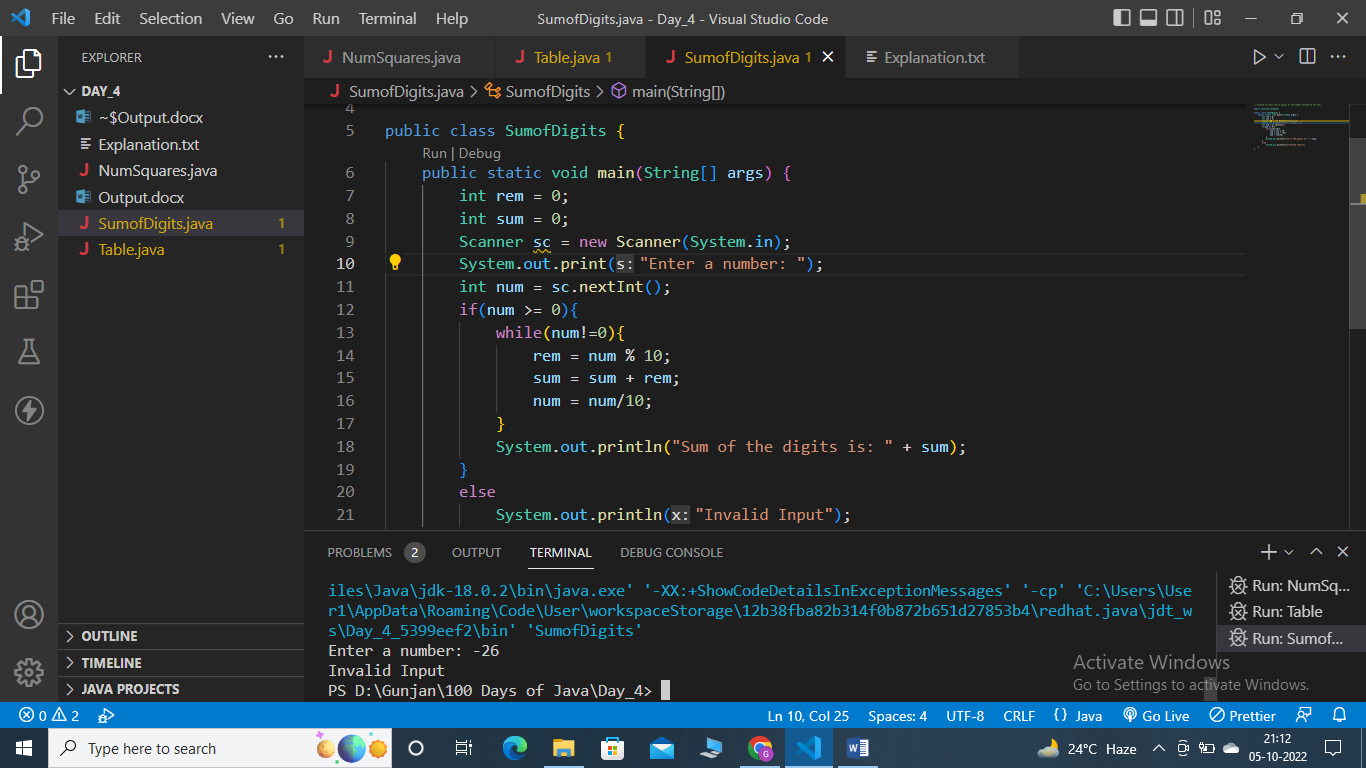 File Edit Selection View Go Run Terminal Help SumofDigits.java - Day_4 - Visual Studio Code
EXPLORER
DAY_4
~$Output.docx
Explanation.txt
NumSquares.java
Output.docx
SumofDigits.java 1
Table.java 1
OUTLINE
TIMELINE
JAVA PROJECTS
NumSquares.java Table.java 1 SumofDigits.java 1 Explanation.txt
SumofDigits.java > SumofDigits > main(String[])
4
5 public class SumofDigits {
Run | Debug
6 public static void main(String[] args) {
7 int rem = 0;
8 int sum = 0;
9 Scanner sc = new Scanner(System.in);
10 System.out.print(s: "Enter a number: ");
11 int num = sc.nextInt();
12 if(num >= 0){
13 while(num!=0){
14 rem = num % 10;
15 sum = sum + rem;
16 num = num/10;
17 }
18 System.out.println("Sum of the digits is: " + sum);
19 }
20 else
21 System.out.println(x: "Invalid Input");
PROBLEMS 2 OUTPUT TERMINAL DEBUG CONSOLE
iles\Java\jdk-18.0.2\bin\java.exe' '-XX:+ShowCodeDetailsInExceptionMessages' '-cp' 'C:\Users\Use
r1\AppData\Roaming\Code\User\workspaceStorage\12b38fba82b314f0b872b651d27853b4\redhat.java\jdt_w
s\Day_4_5399eef2\bin' 'SumofDigits'
Enter a number: -26
Invalid Input
PS D:\Gunjan\100 Days of Java\Day_4>
Run: NumSq...
Run: Table
Run: Sumof...
Activate Windows
Go to Settings to activate Windows.
0 2 Ln 10, Col 25 Spaces: 4 UTF-8 CRLF {} Java Go Live Prettier
Type here to search 24°C Haze 21:12
05-10-2022